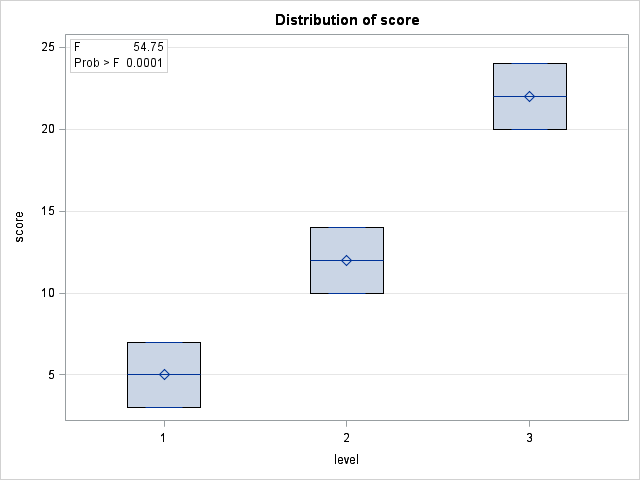 Distribution of score
F 54.75
Prob > F 0.0001
25
20
15
10
5
score
1 2 3
level